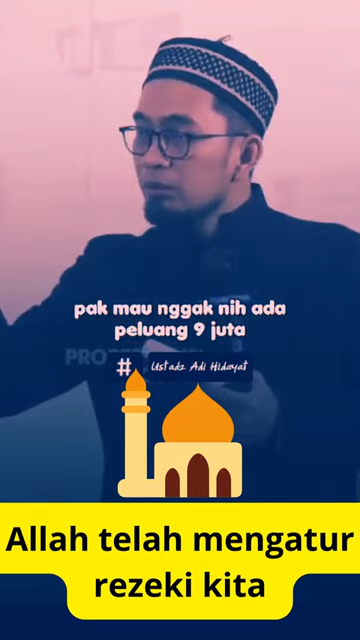 pak mau nggak nih ada
peluang 9 juta
# Ustadz Adi Hidayat
Allah telah mengatur
rezeki kita